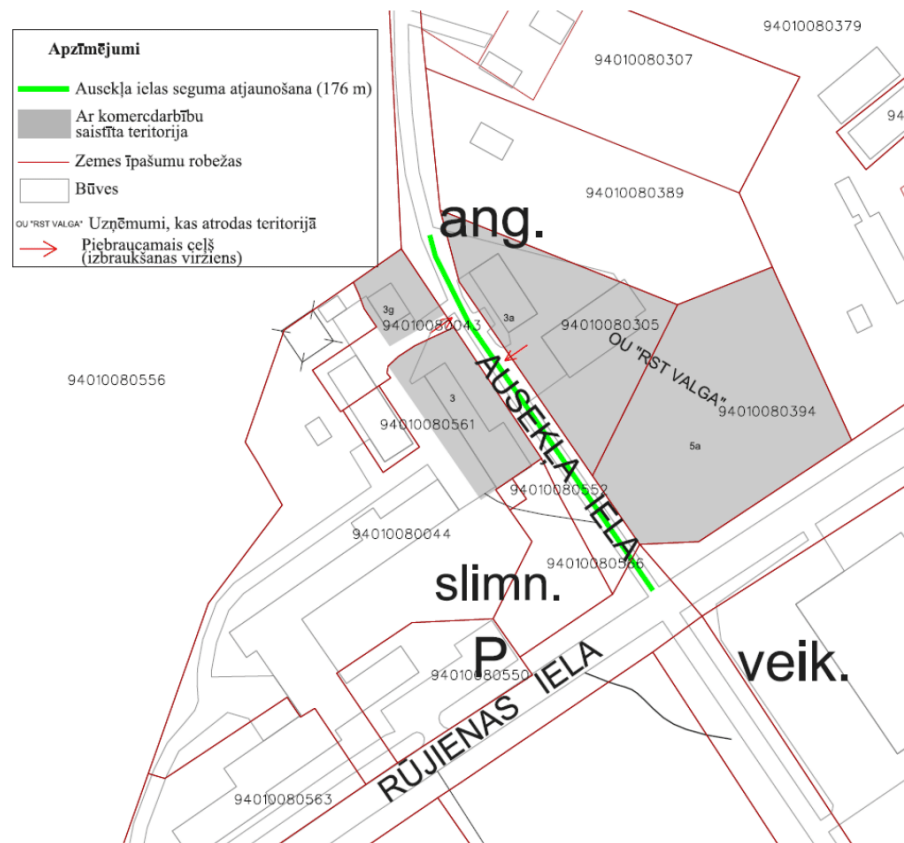 Apzīmējumi
Ausekļa ielas seguma atjaunošana (176 m)
Ar komercdarbību
saistīta teritorija
Zemes īpašumu robežas
Būves
OU "RST VALGA" Uzņēmumi, kas atrodas teritorijā
Piebraucamais ceļš
(izbraukšanas virziens)
94010080379
94010080307
94010080389
ang.
3g
94010080043
3a
94010080305
OU "RST VALGA"
94010080394
5a
94010080556
3
94010080561
AUSEKĻA IELA
94010080552
94010080044
slimn.
P
94010080550
RŪJIENAS IELA
veik.
94010080563